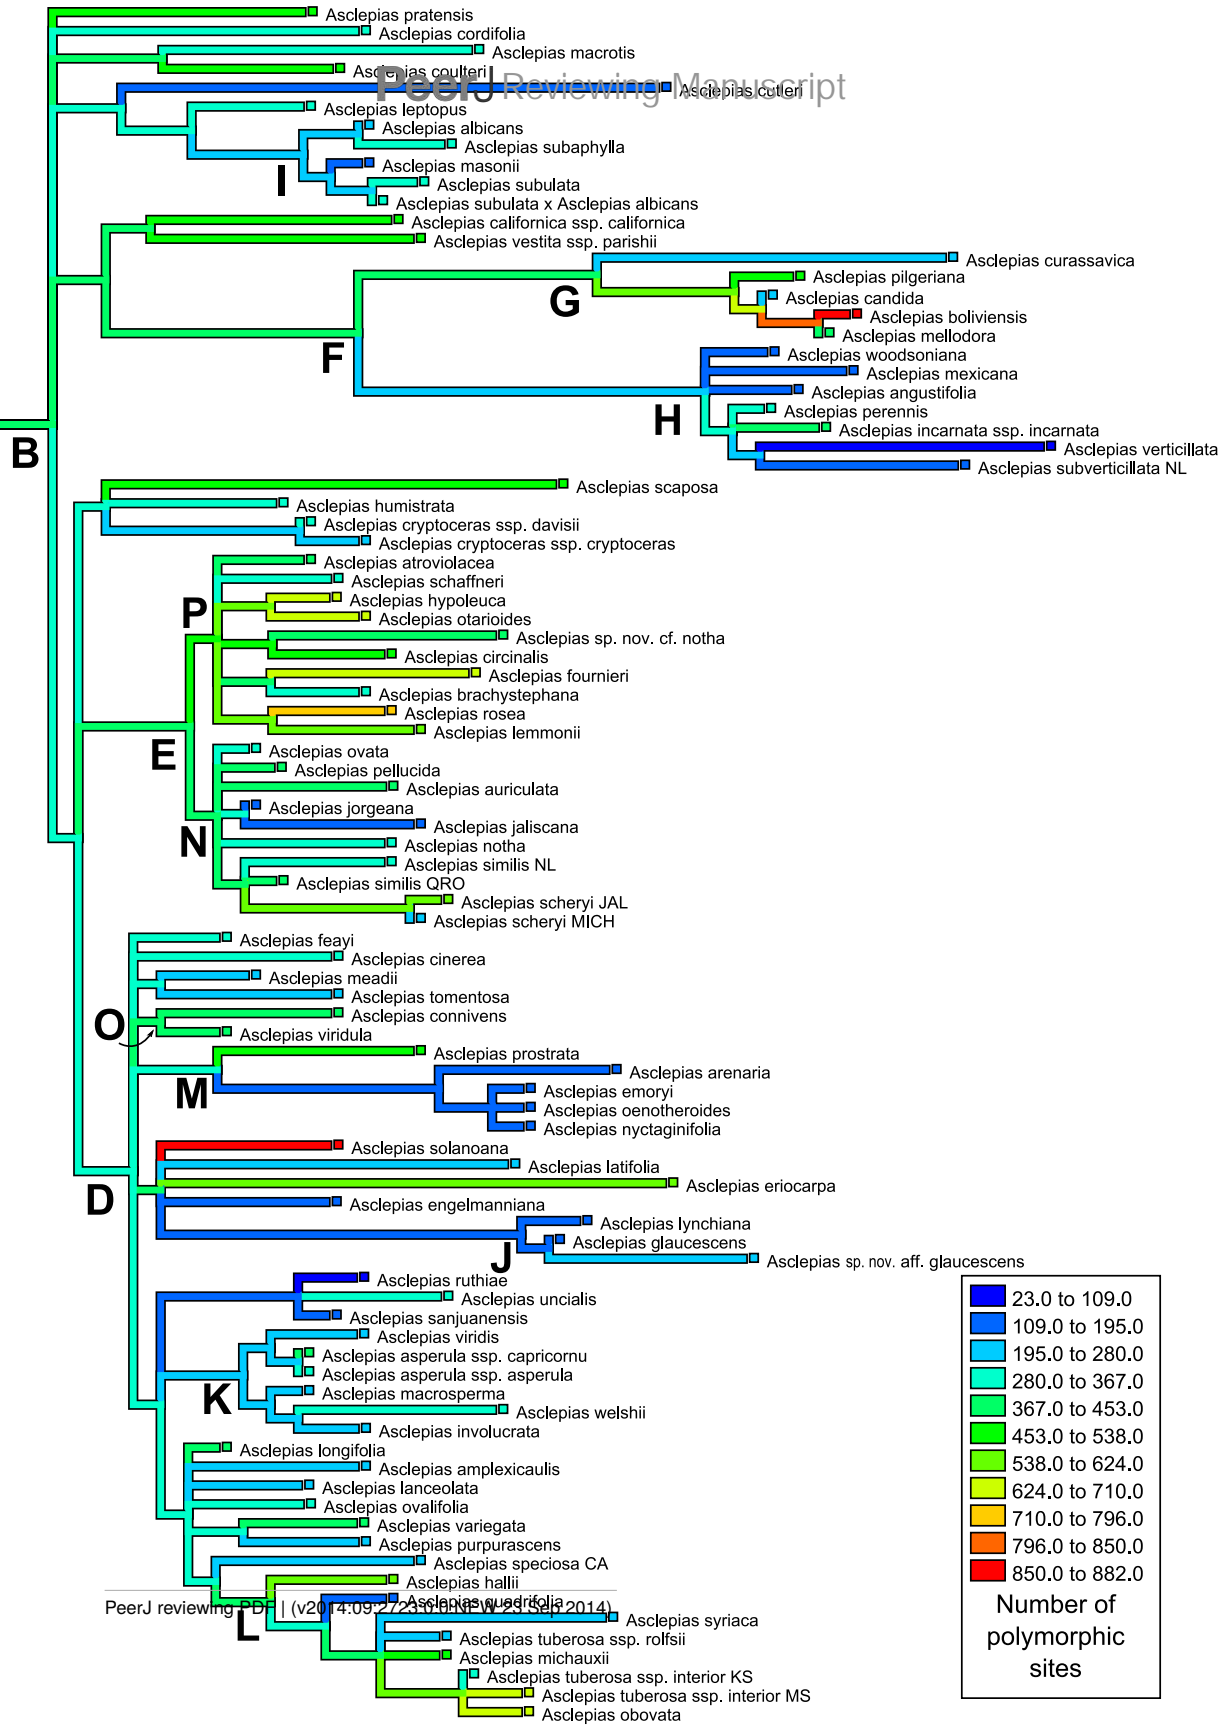 Asclepias pratensis
Asclepias cordifolia
Asclepias macrotis
Asclepias coulteri
PeerJ Reviewing Manuscript
Asclepias cutleri
Asclepias leptopus
Asclepias albicans
Asclepias subaphylla
Asclepias masonii
I
Asclepias subulata
Asclepias subulata x Asclepias albicans
Asclepias californica ssp. californica
Asclepias vestita ssp. parishii
Asclepias curassavica
Asclepias pilgeriana
G
Asclepias candida
Asclepias boliviensis
Asclepias mellodora
F
Asclepias woodsoniana
Asclepias mexicana
Asclepias angustifolia
Asclepias perennis
H
Asclepias incarnata ssp. incarnata
B
Asclepias verticillata
Asclepias subverticillata NL
Asclepias scaposa
Asclepias humistrata
Asclepias cryptoceras ssp. davisii
Asclepias cryptoceras ssp. cryptoceras
Asclepias atroviolacea
Asclepias schaffneri
Asclepias hypoleuca
P
Asclepias otarioides
Asclepias sp. nov. cf. notha
Asclepias circinalis
Asclepias fournieri
Asclepias brachystephana
Asclepias rosea
Asclepias lemmonii
E
Asclepias ovata
Asclepias pellucida
Asclepias auriculata
Asclepias jorgeana
Asclepias jaliscana
N
Asclepias notha
Asclepias similis NL
Asclepias similis QRO
Asclepias scheryi JAL
Asclepias scheryi MICH
Asclepias feayi
Asclepias cinerea
Asclepias meadii
Asclepias tomentosa
Asclepias connivens
O
Asclepias viridula
Asclepias prostrata
Asclepias arenaria
M
Asclepias emoryi
Asclepias oenotheroides
Asclepias nyctaginifolia
Asclepias solanoana
Asclepias latifolia
Asclepias eriocarpa
D
Asclepias engelmanniana
Asclepias lynchiana
Asclepias glaucescens
J
Asclepias sp. nov. aff. glaucescens
Asclepias ruthiae
Asclepias uncialis
Asclepias sanjuanensis
Asclepias viridis
Asclepias asperula ssp. capricornu
Asclepias asperula ssp. asperula
Asclepias macrosperma
K
Asclepias welshii
Asclepias involucrata
Asclepias longifolia
Asclepias amplexicaulis
Asclepias lanceolata
Asclepias ovalifolia
Asclepias variegata
Asclepias purpurascens
Asclepias speciosa CA
Asclepias hallii
Asclepias quadrifolia
PeerJ reviewing PDF | (v2014:09:2723:0:0:NEW 23 Sep 2014)
L
Asclepias syriaca
Asclepias tuberosa ssp. rolfsii
Asclepias michauxii
Asclepias tuberosa ssp. interior KS
Asclepias tuberosa ssp. interior MS
Asclepias obovata
23.0 to 109.0
109.0 to 195.0
195.0 to 280.0
280.0 to 367.0
367.0 to 453.0
453.0 to 538.0
538.0 to 624.0
624.0 to 710.0
710.0 to 796.0
796.0 to 850.0
850.0 to 882.0
Number of
polymorphic
sites